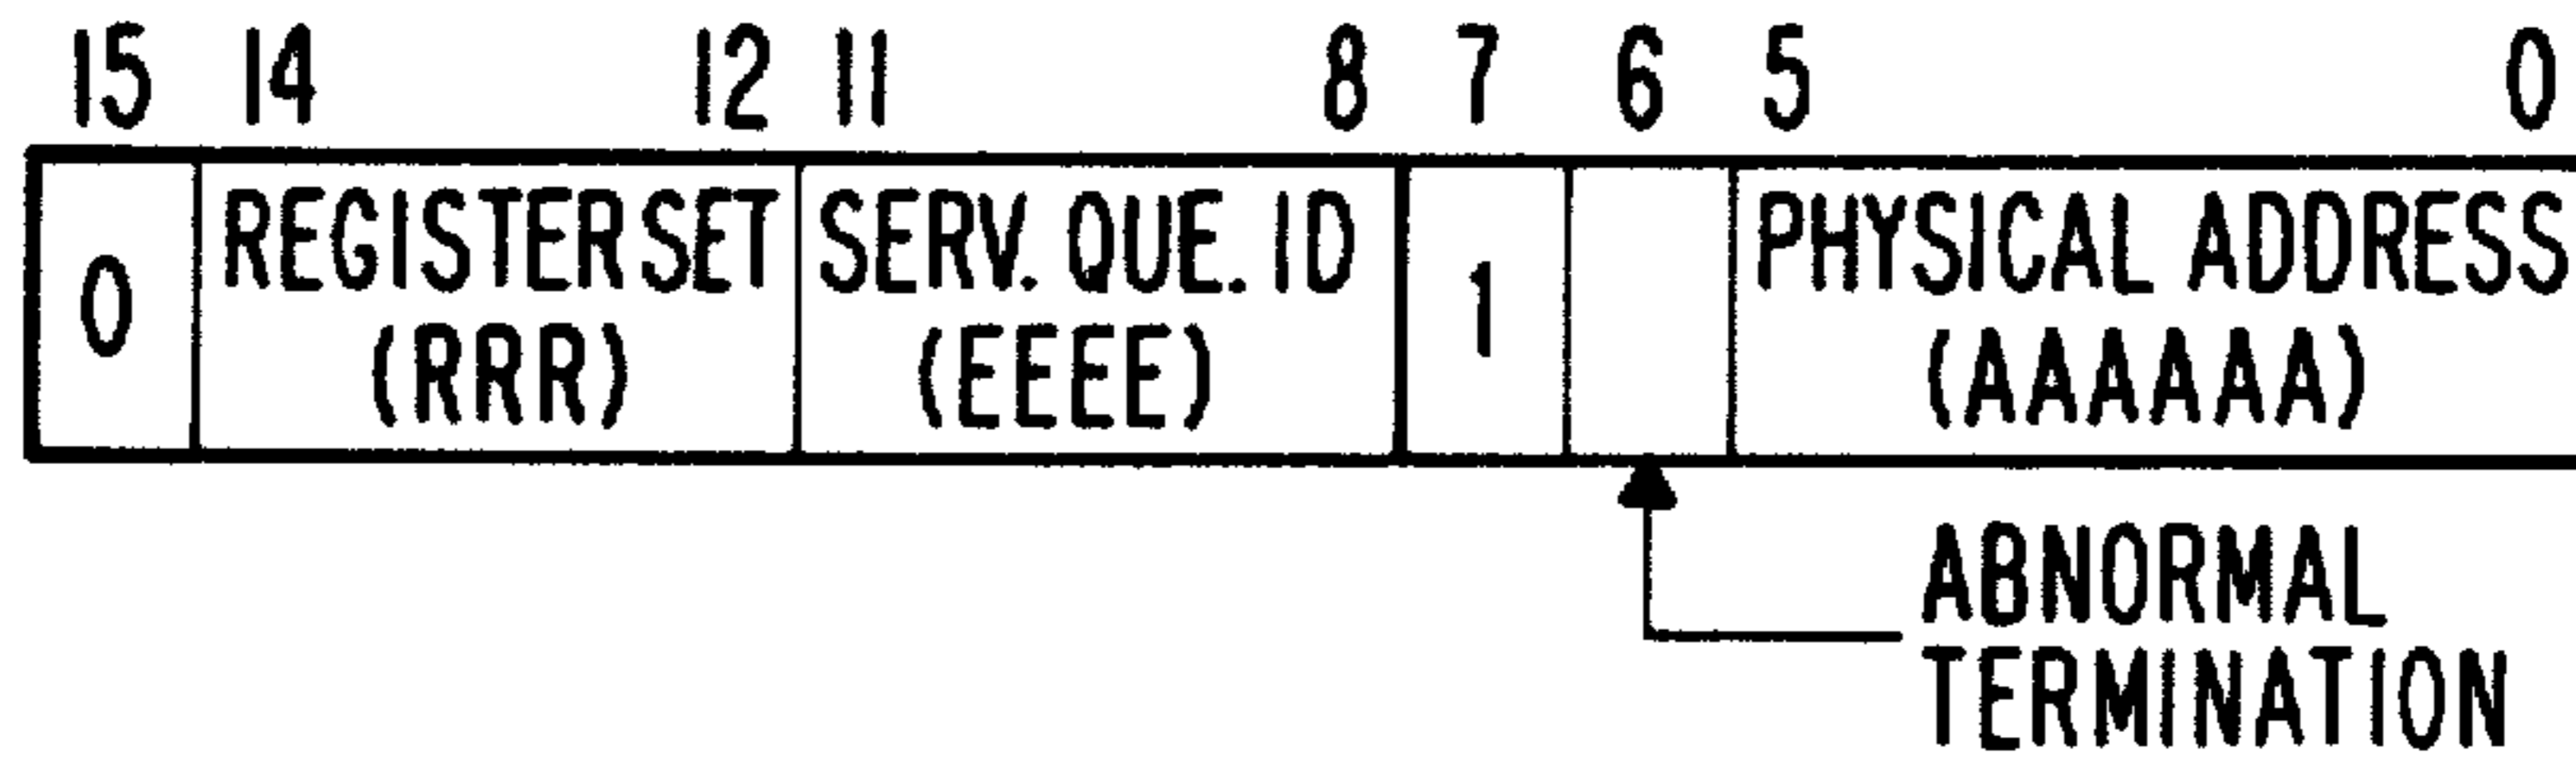 15 14 12 11 8 7 6 5 0
0 REGISTER SET SERV. QUE. ID 1 PHYSICAL ADDRESS
(RRR) (EEEE) (AAAAAA)
ABNORMAL
TERMINATION